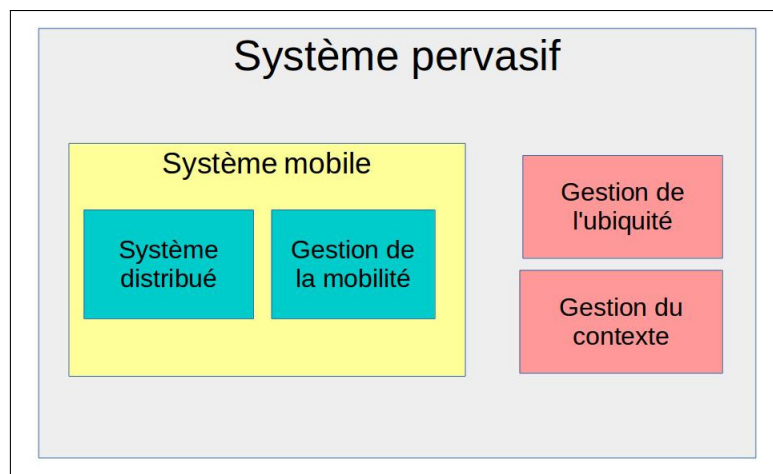 Système pervasif
Système mobile
Système
distribué
Gestion de
la mobilité
Gestion de
l'ubiquité
Gestion du
contexte